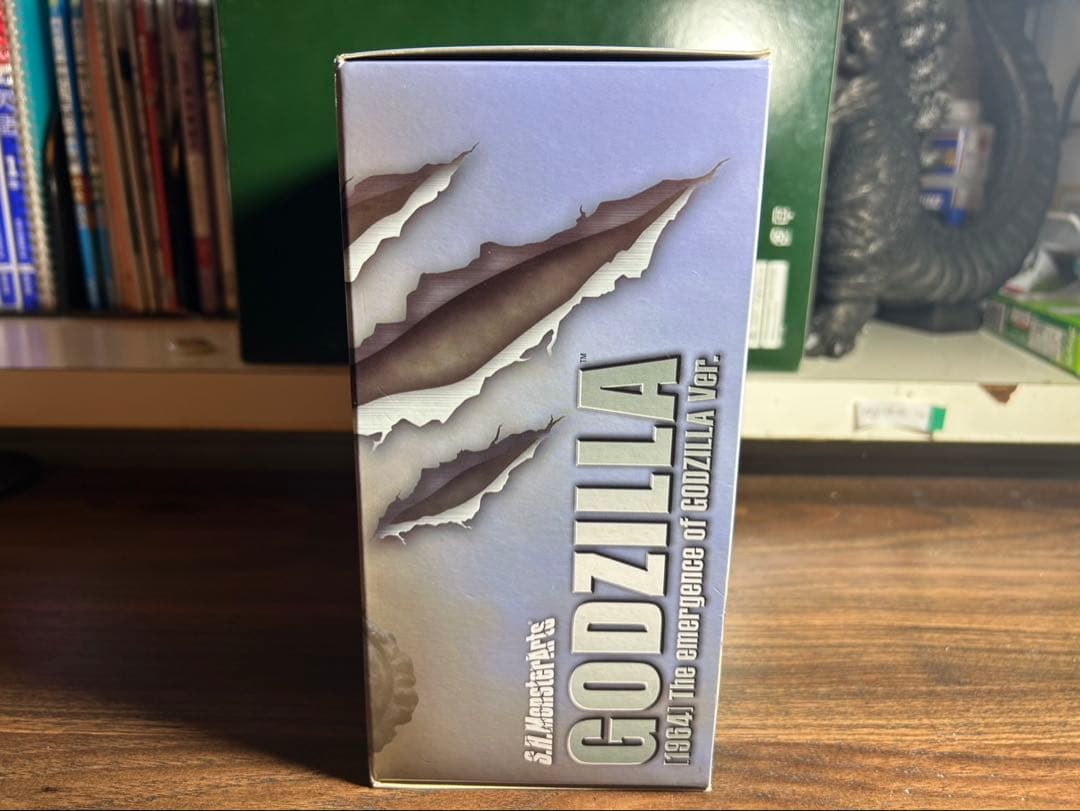 S.H.MonsterArts
GODZILLA™
[1964] The emergence of GODZILLA Ver.